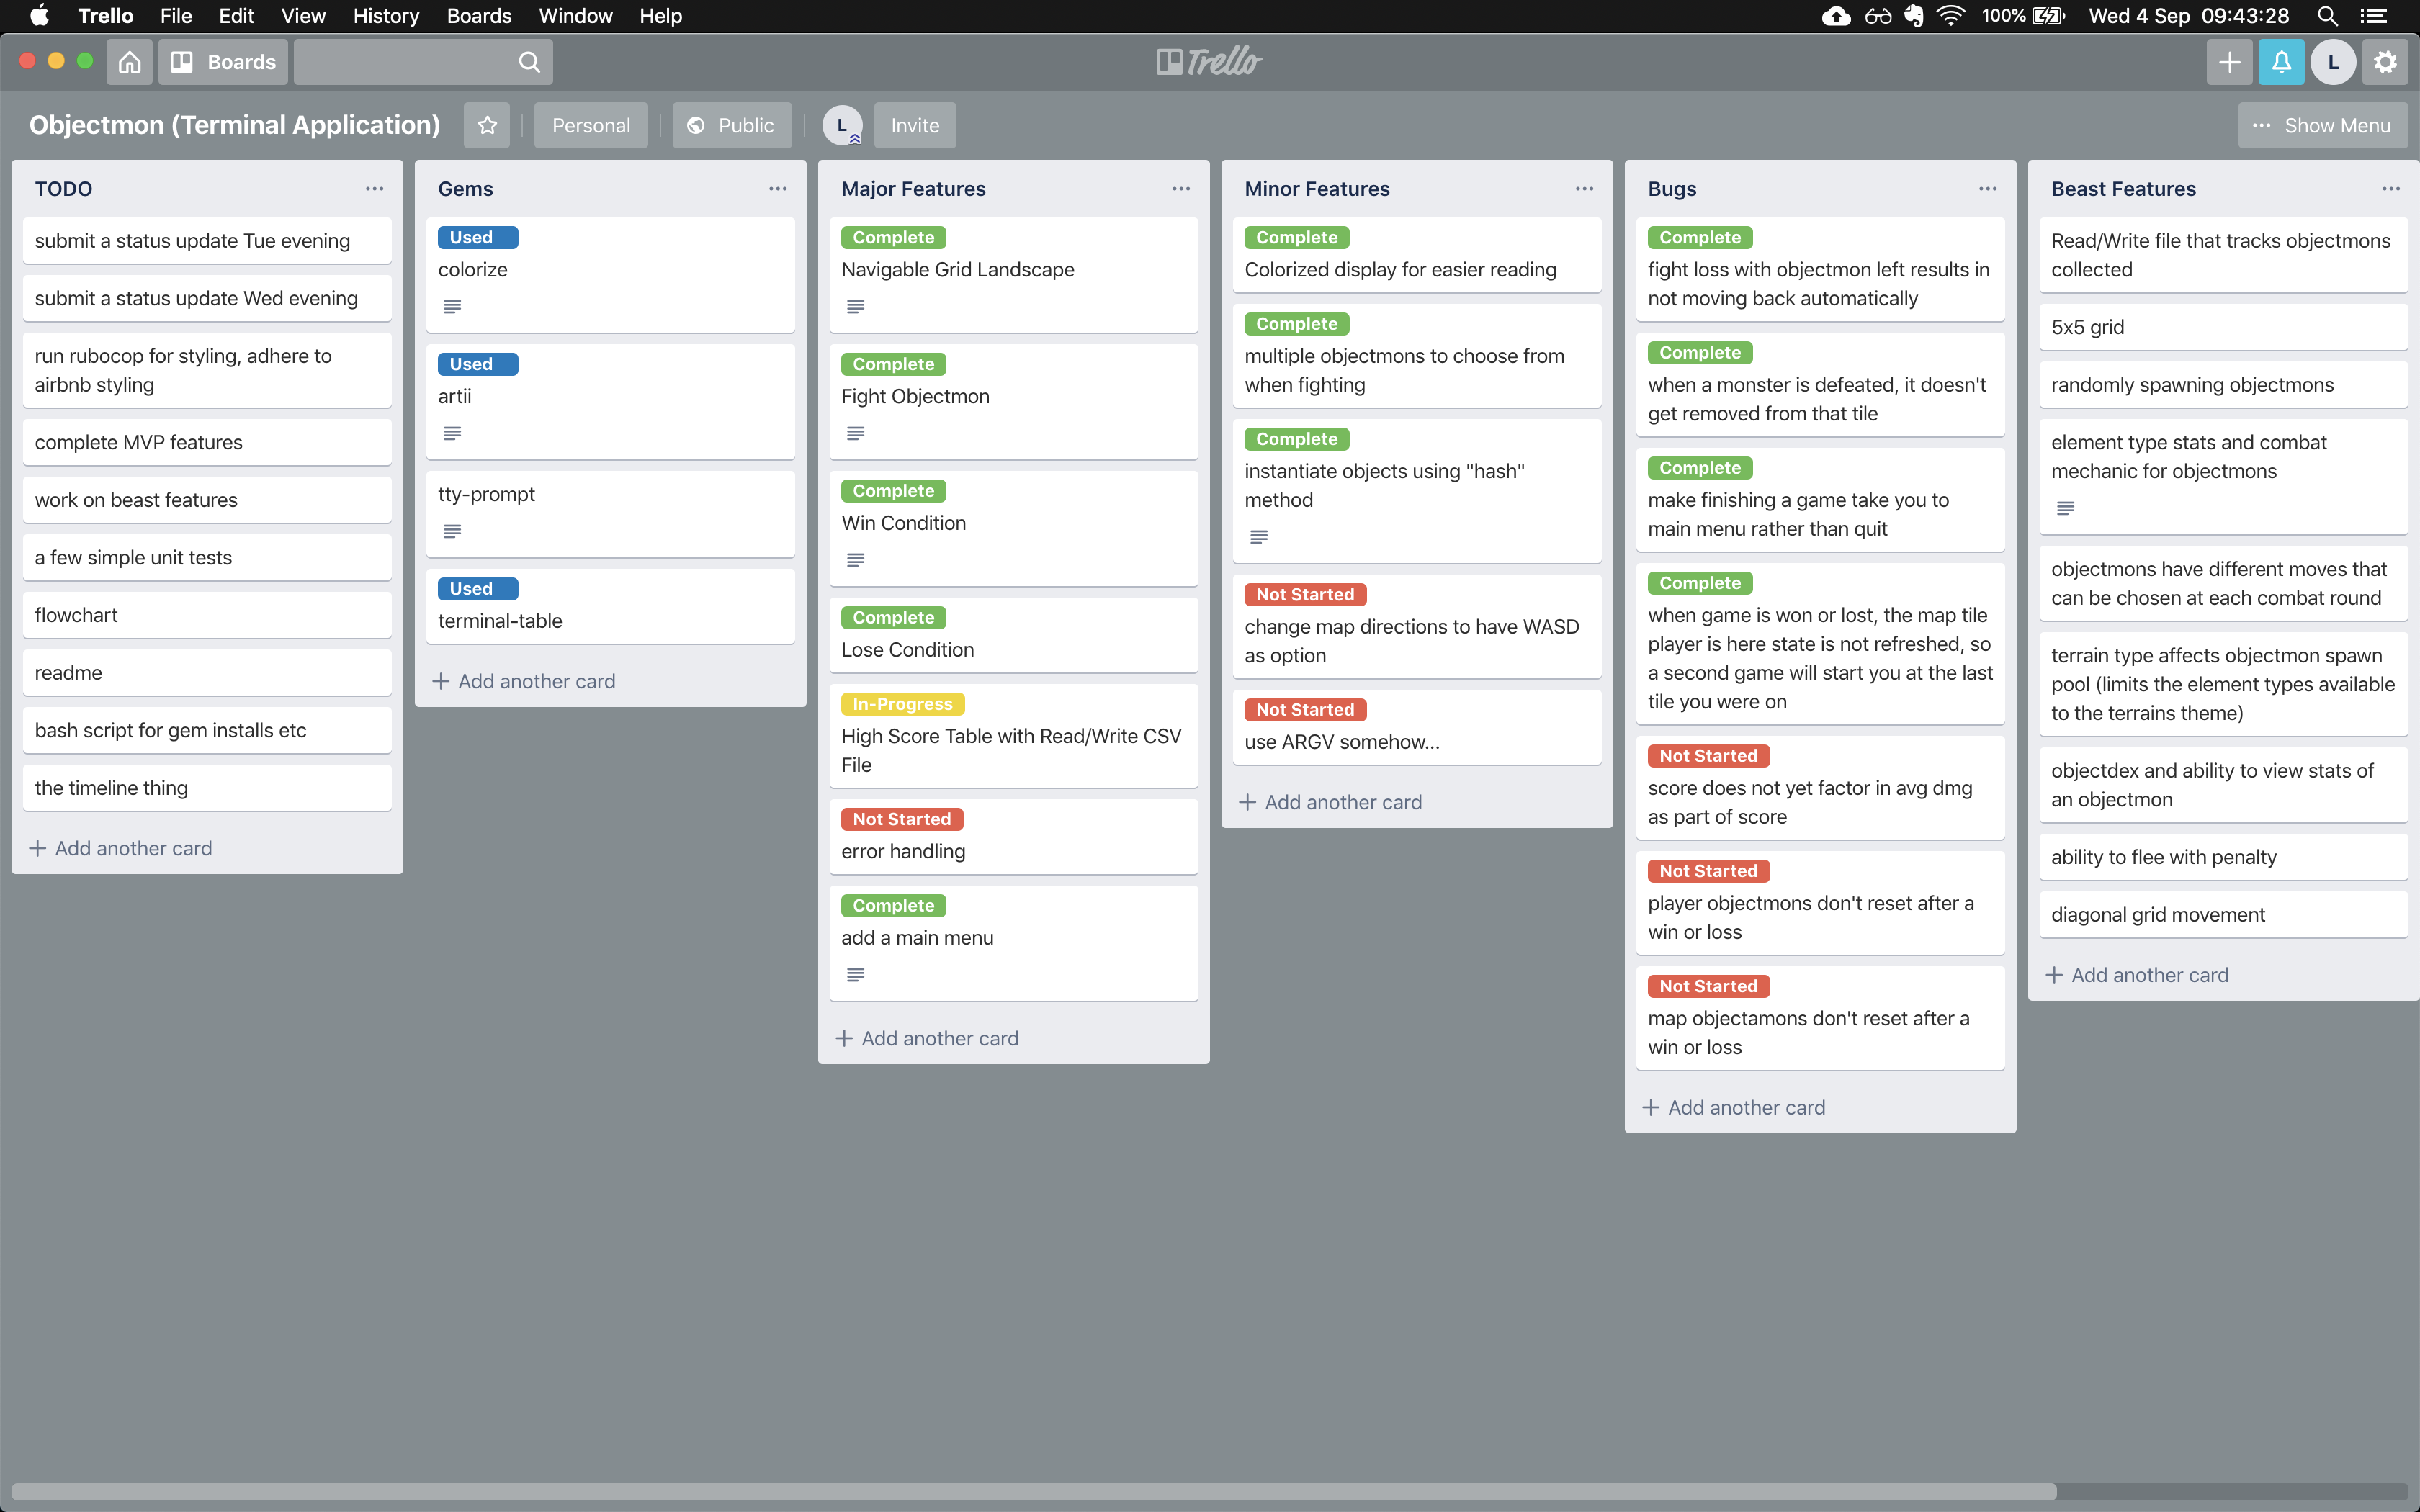 Trello File Edit View History Boards Window Help 100% Wed 4 Sep 09:43:28
Boards
Trello
L
Objectmon (Terminal Application)
Personal
Public
L
Invite
... Show Menu
TODO
submit a status update Tue evening
submit a status update Wed evening
run rubocop for styling, adhere to
airbnb styling
complete MVP features
work on beast features
a few simple unit tests
flowchart
readme
bash script for gem installs etc
the timeline thing
+ Add another card
Gems
Used
colorize
Used
artii
tty-prompt
Used
terminal-table
+ Add another card
Major Features
Complete
Navigable Grid Landscape
Complete
Fight Objectmon
Complete
Win Condition
Complete
Lose Condition
In-Progress
High Score Table with Read/Write CSV
File
Not Started
error handling
Complete
add a main menu
+ Add another card
Minor Features
Complete
Colorized display for easier reading
Complete
multiple objectmons to choose from
when fighting
Complete
instantiate objects using "hash"
method
Not Started
change map directions to have WASD
as option
Not Started
use ARGV somehow...
+ Add another card
Bugs
Complete
fight loss with objectmon left results in
not moving back automatically
Complete
when a monster is defeated, it doesn't
get removed from that tile
Complete
make finishing a game take you to
main menu rather than quit
Complete
when game is won or lost, the map tile
player is here state is not refreshed, so
a second game will start you at the last
tile you were on
Not Started
score does not yet factor in avg dmg
as part of score
Not Started
player objectmons don't reset after a
win or loss
Not Started
map objectamons don't reset after a
win or loss
+ Add another card
Beast Features
Read/Write file that tracks objectmons
collected
5x5 grid
randomly spawning objectmons
element type stats and combat
mechanic for objectmons
objectmons have different moves that
can be chosen at each combat round
terrain type affects objectmon spawn
pool (limits the element types available
to the terrains theme)
objectdex and ability to view stats of
an objectmon
ability to flee with penalty
diagonal grid movement
+ Add another card